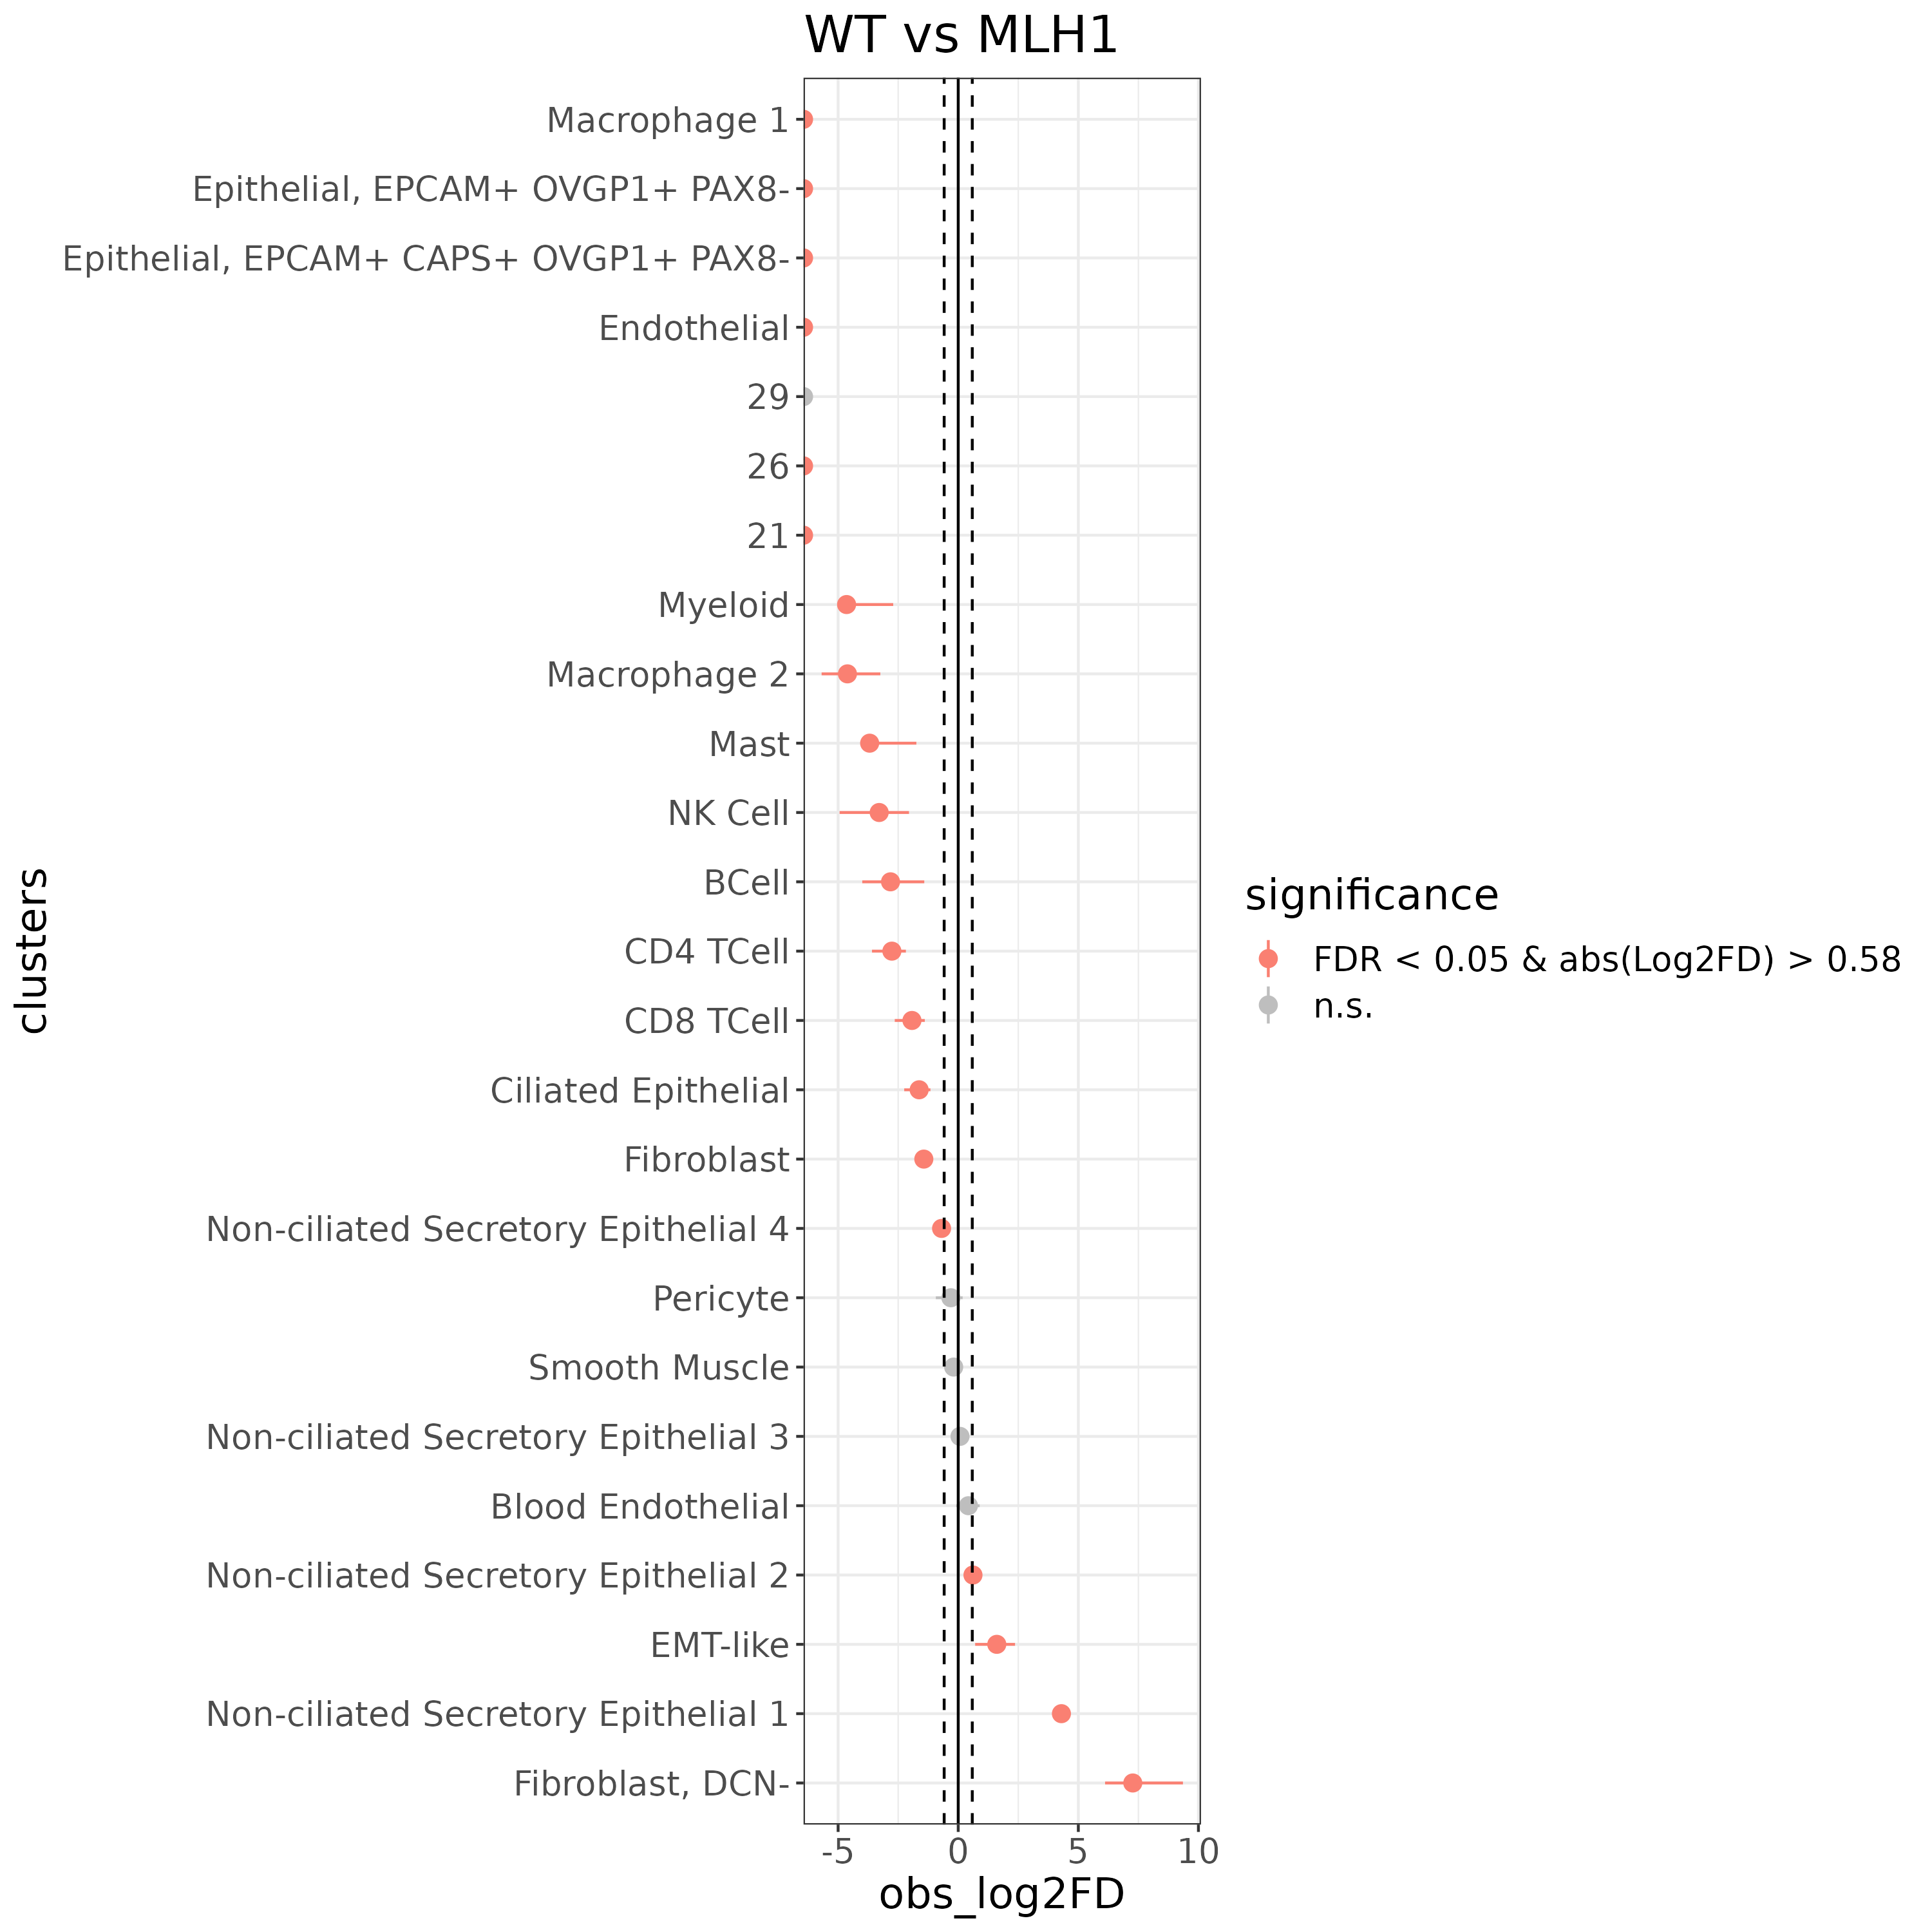 WT vs MLH1
Macrophage 1
Epithelial, EPCAM+ OVGP1+ PAX8-
Epithelial, EPCAM+ CAPS+ OVGP1+ PAX8-
Endothelial
29
26
21
Myeloid
Macrophage 2
Mast
NK Cell
BCell
CD4 TCell
CD8 TCell
Ciliated Epithelial
Fibroblast
Non-ciliated Secretory Epithelial 4
Pericyte
Smooth Muscle
Non-ciliated Secretory Epithelial 3
Blood Endothelial
Non-ciliated Secretory Epithelial 2
EMT-like
Non-ciliated Secretory Epithelial 1
Fibroblast, DCN-
clusters
-5 0 5 10
obs_log2FD
significance
FDR < 0.05 & abs(Log2FD) > 0.58
n.s.